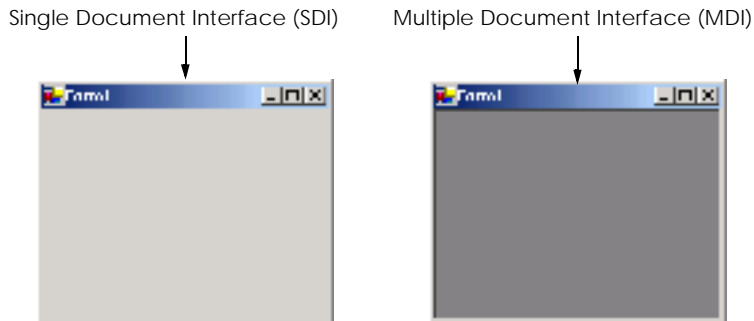 Single Document Interface (SDI)
Multiple Document Interface (MDI)
Form1
Form1